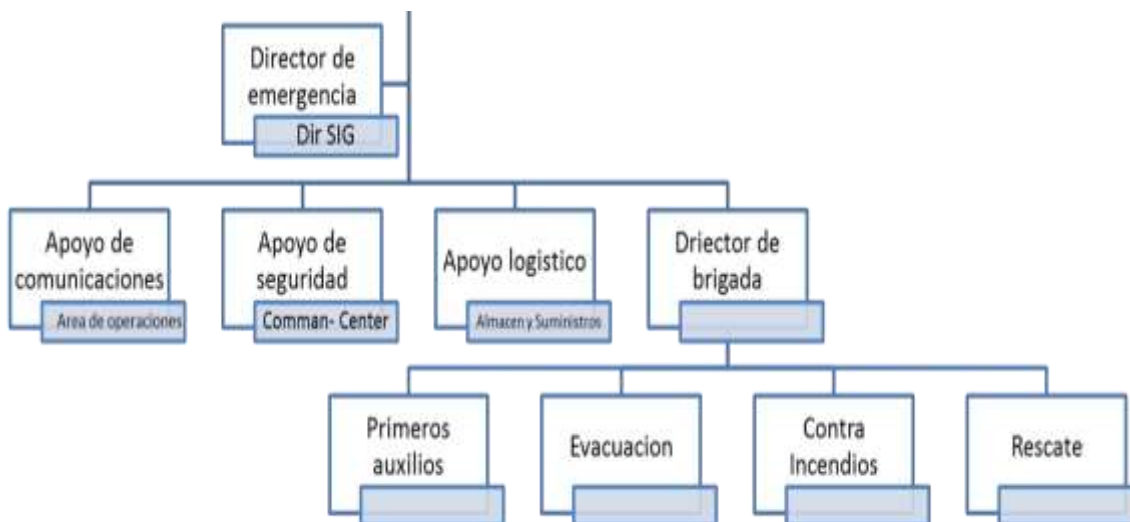 Director de
emergencia
Dir SIG
Apoyo de
comunicaciones
Area de operaciones
Apoyo de
seguridad
Comman- Center
Apoyo logistico
Almacen y Suministros
Driector de
brigada
Primeros
auxilios
Evacuacion
Contra
Incendios
Rescate